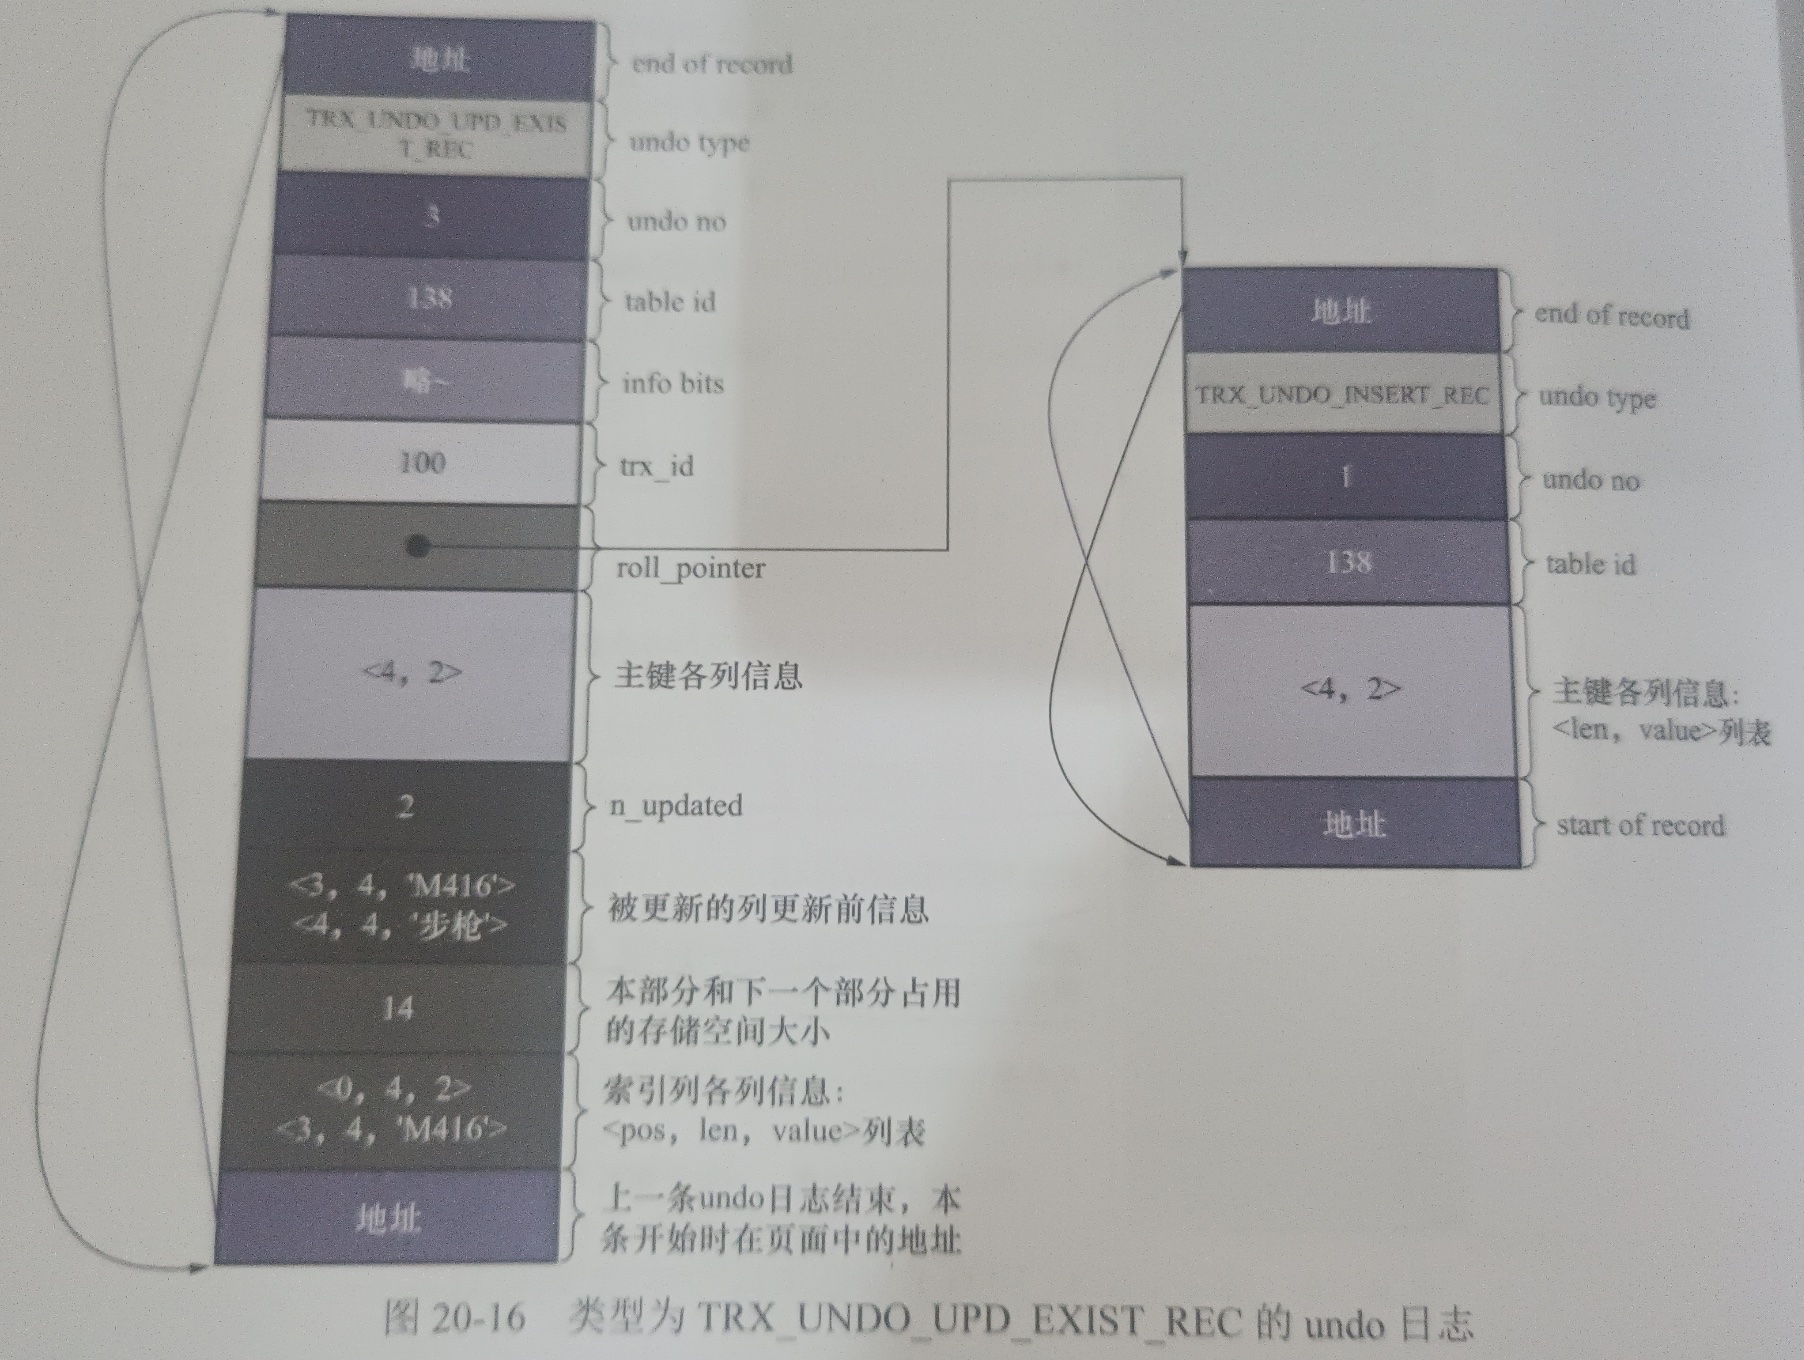 地址
end of record
TRX_UNDO_UPD_EXIS
T_REC
undo type
3
undo no
138
table id
略~
info bits
100
trx_id
roll_pointer
<4，2>
主键各列信息
2
n_updated
<3，4，'M416'>
<4，4，'步枪'>
被更新的列更新前信息
14
本部分和下一个部分占用
的存储空间大小
<0，4，2>
<3，4，'M416'>
索引列各列信息：
<pos，len，value>列表
地址
上一条undo日志结束，本
条开始时在页面中的地址
地址
end of record
TRX_UNDO_INSERT_REC
undo type
1
undo no
138
table id
<4，2>
主键各列信息：
<len，value>列表
地址
start of record
图 20-16 类型为 TRX_UNDO_UPD_EXIST_REC 的 undo 日志